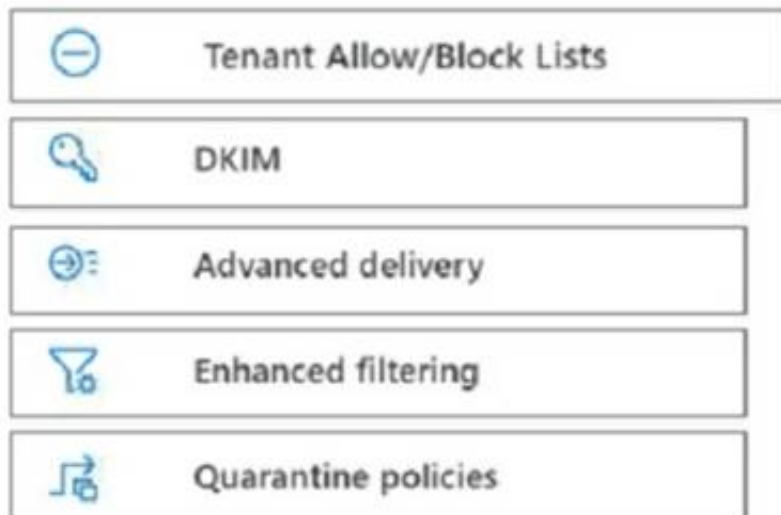 Tenant Allow/Block Lists
DKIM
Advanced delivery
Enhanced filtering
Quarantine policies